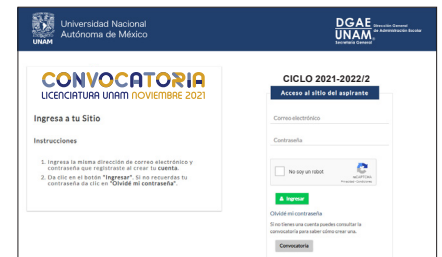 Universidad Nacional
Autónoma de México
UNAM
DGAE
UNAM
Dirección General
de Administración Escolar
Secretaría General
CONVOCATORIA
LICENCIATURA UNAM NOVIEMBRE 2021
Ingresa a tu Sitio
Instrucciones
1. Ingresa la misma dirección de correo electrónico y
contraseña que registraste al crear tu cuenta.
2. Da clic en el botón "Ingresar". Si no recuerdas tu
contraseña da clic en "Olvidé mi contraseña".
CICLO 2021-2022/2
Acceso al sitio del aspirante
Correo electrónico
Contraseña
No soy un robot
reCAPTCHA
Ingresar
Olvidé mi contraseña
Si no tienes una cuenta puedes consultar la
convocatoria para saber cómo crear una.
Convocatoria